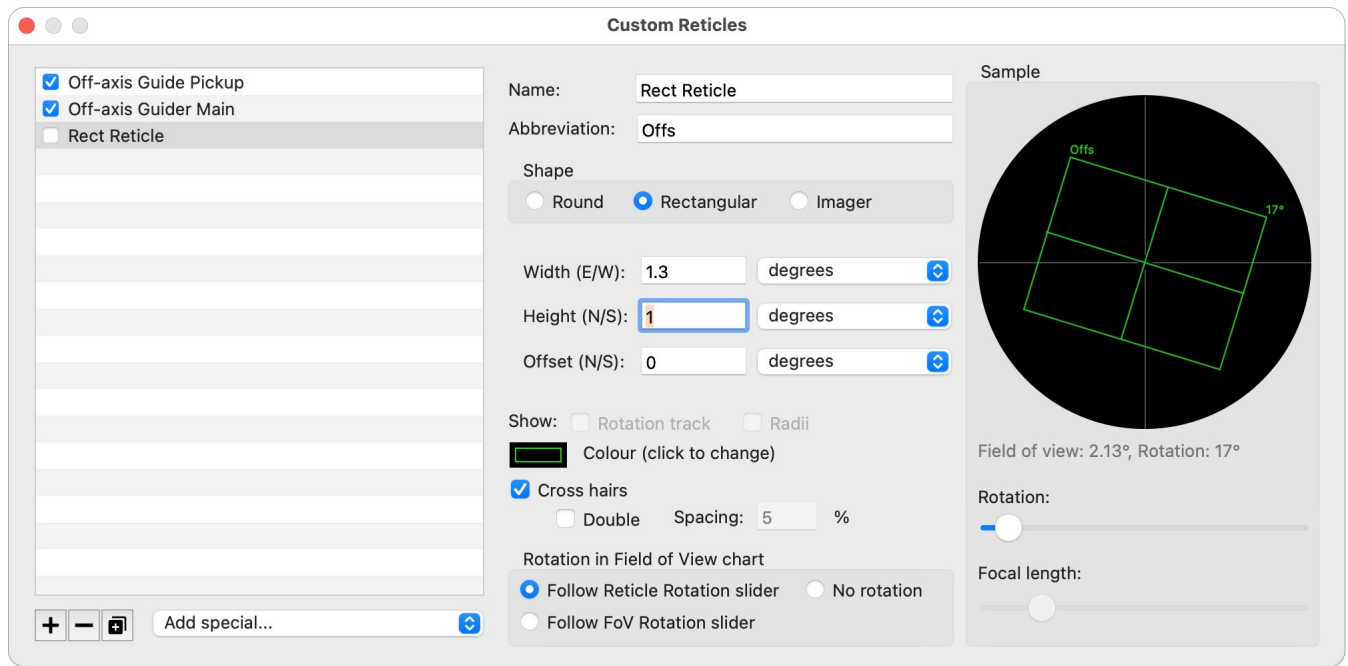 Custom Reticles
Off-axis Guide Pickup
Off-axis Guider Main
Rect Reticle
Name: Rect Reticle
Abbreviation: Offs
Shape
Round Rectangular Imager
Width (E/W): 1.3 degrees
Height (N/S): 1 degrees
Offset (N/S): 0 degrees
Show: Rotation track Radii
Colour (click to change)
Cross hairs
Double Spacing: 5 %
Rotation in Field of View chart
Follow Reticle Rotation slider No rotation
Follow FoV Rotation slider
Add special...
Sample
Offs
17°
Field of view: 2.13°, Rotation: 17°
Rotation:
Focal length: